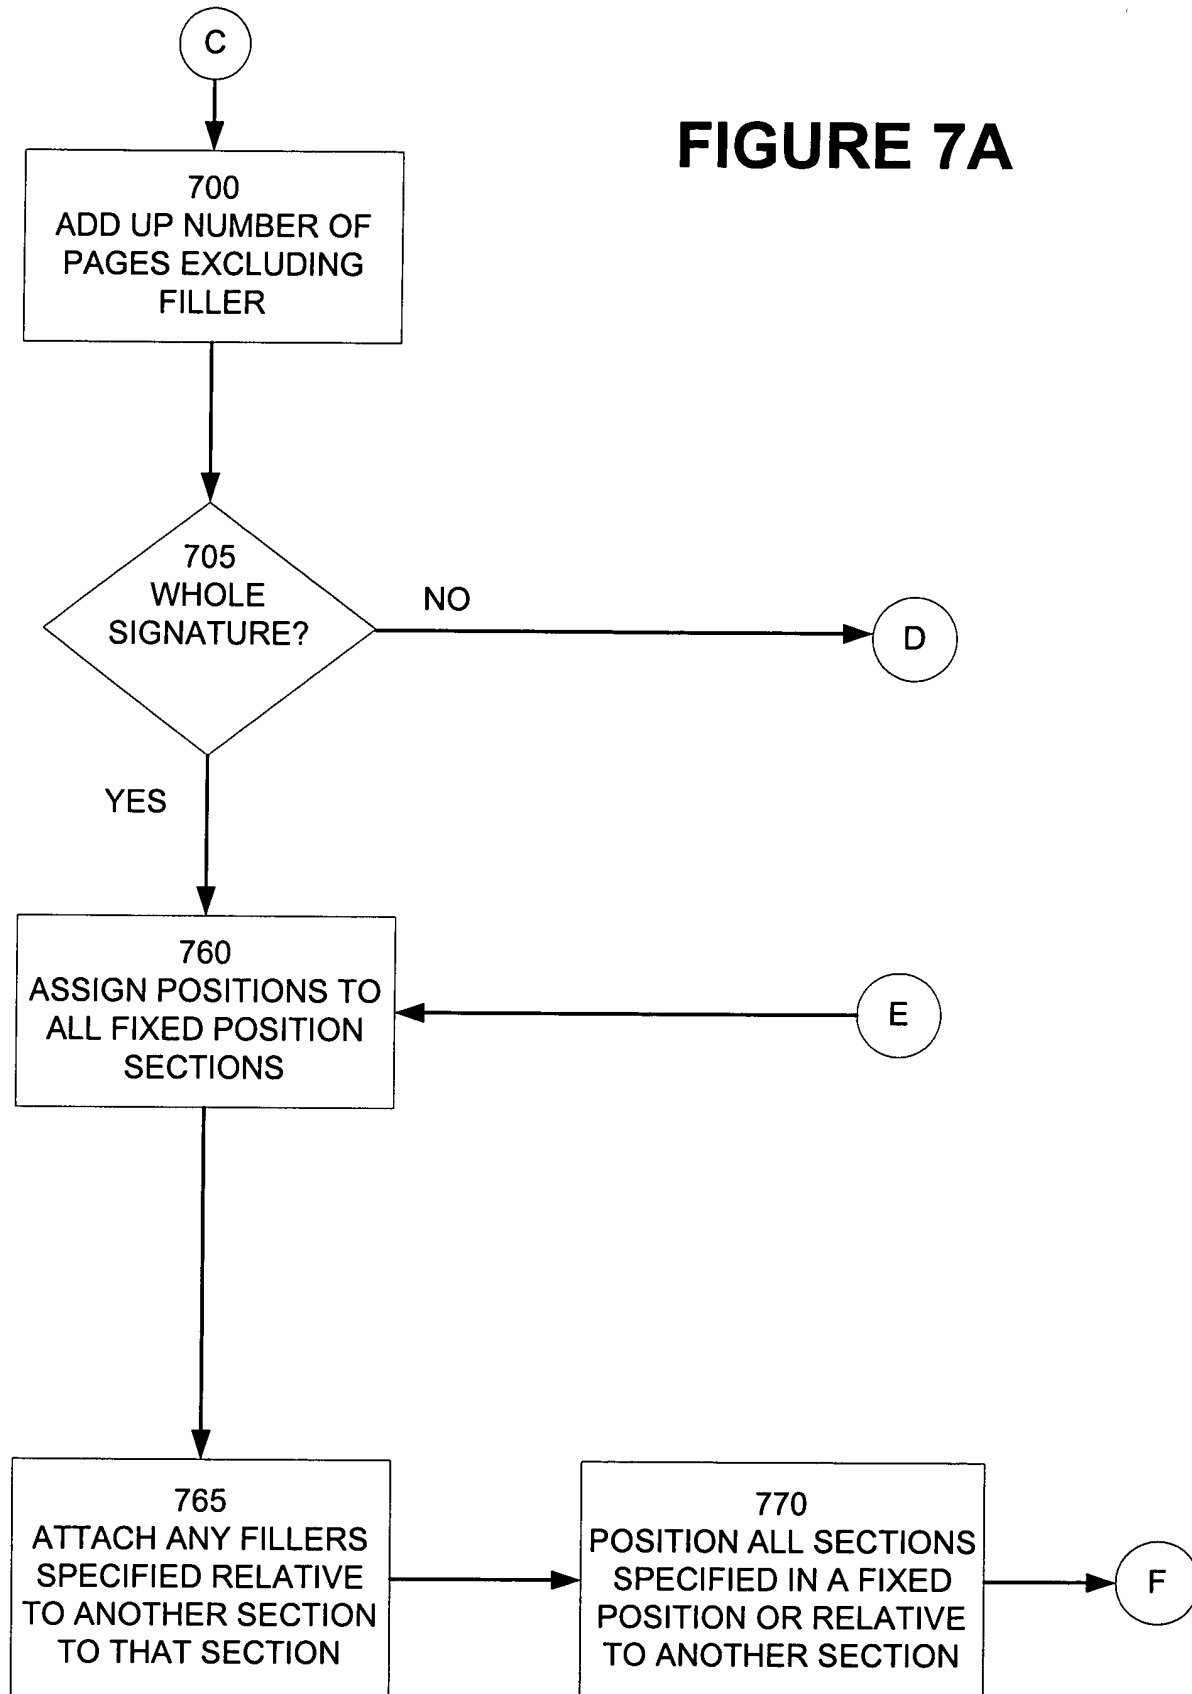 C
FIGURE 7A
700
ADD UP NUMBER OF
PAGES EXCLUDING
FILLER
705
WHOLE
SIGNATURE?
NO
D
YES
760
ASSIGN POSITIONS TO
ALL FIXED POSITION
SECTIONS
E
765
ATTACH ANY FILLERS
SPECIFIED RELATIVE
TO ANOTHER SECTION
TO THAT SECTION
770
POSITION ALL SECTIONS
SPECIFIED IN A FIXED
POSITION OR RELATIVE
TO ANOTHER SECTION
F